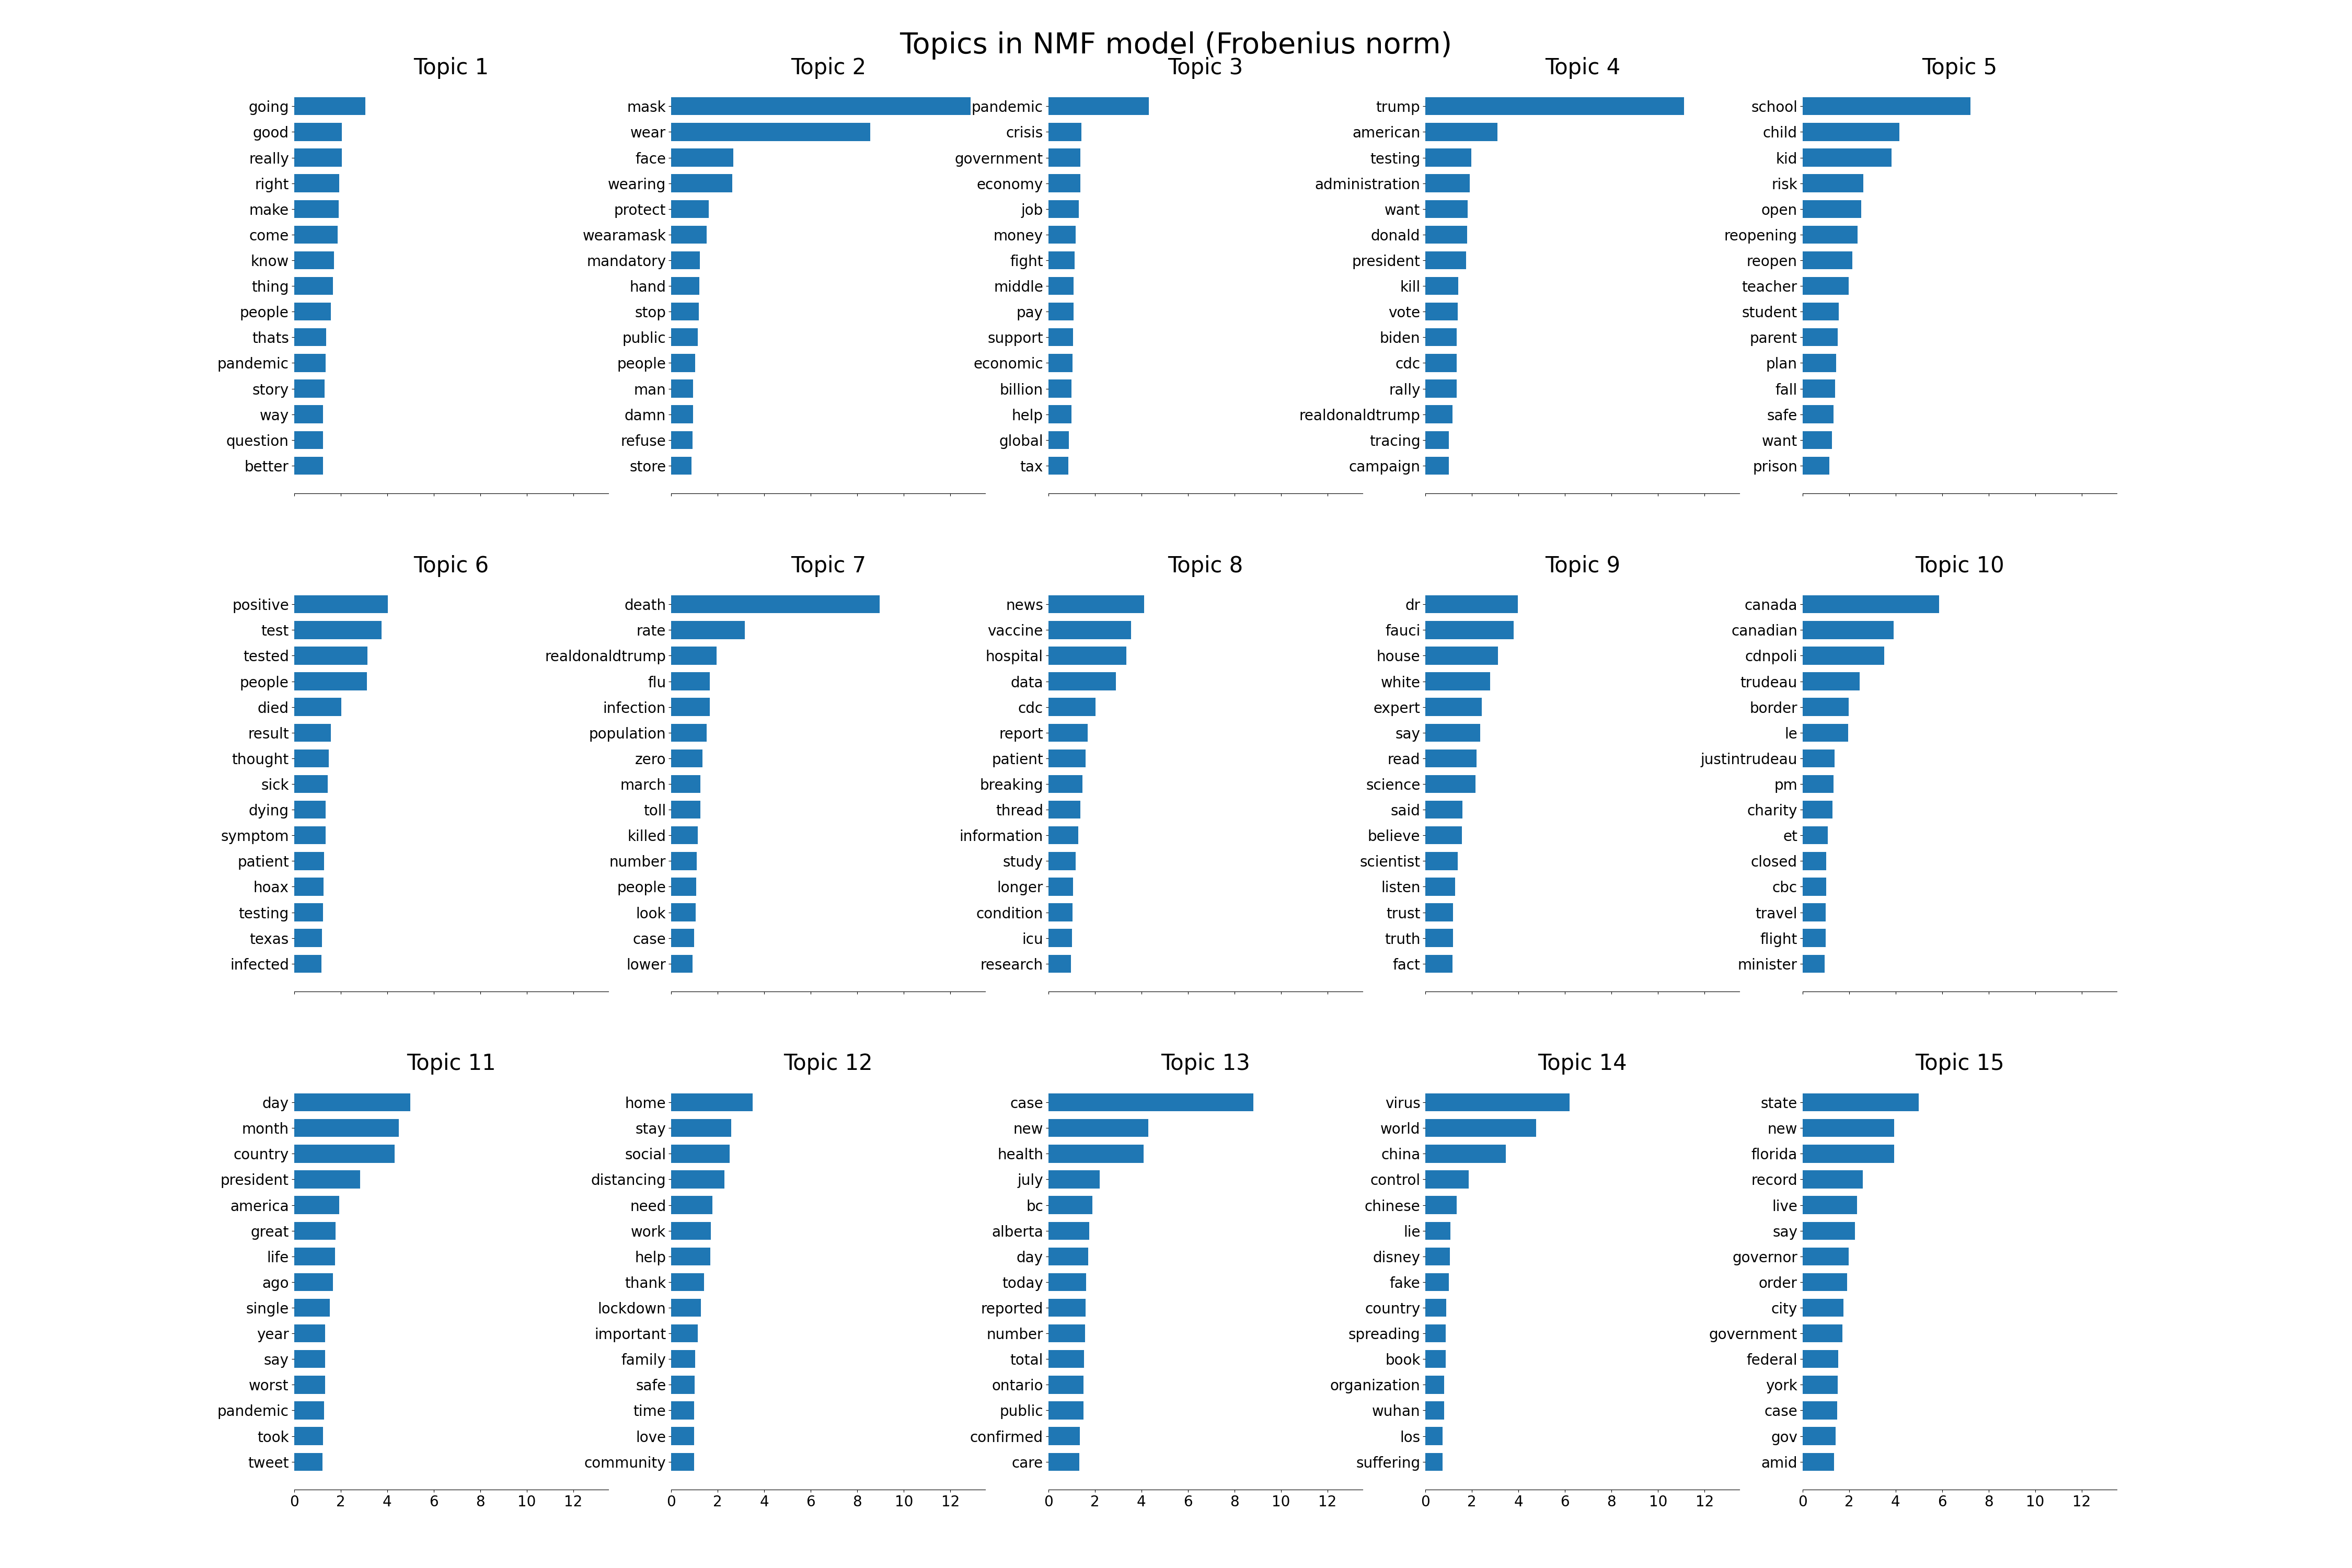 Topics in NMF model (Frobenius norm)
Topic 1
going
good
really
right
make
come
know
thing
people
thats
pandemic
story
way
question
better
Topic 2
mask
wear
face
wearing
protect
wearamask
mandatory
hand
stop
public
people
man
damn
refuse
store
Topic 3
pandemic
crisis
government
economy
job
money
fight
middle
pay
support
economic
billion
help
global
tax
Topic 4
trump
american
testing
administration
want
donald
president
kill
vote
biden
cdc
rally
realdonaldtrump
tracing
campaign
Topic 5
school
child
kid
risk
open
reopening
reopen
teacher
student
parent
plan
fall
safe
want
prison
Topic 6
positive
test
tested
people
died
result
thought
sick
dying
symptom
patient
hoax
testing
texas
infected
Topic 7
death
rate
realdonaldtrump
flu
infection
population
zero
march
toll
killed
number
people
look
case
lower
Topic 8
news
vaccine
hospital
data
cdc
report
patient
breaking
thread
information
study
longer
condition
icu
research
Topic 9
dr
fauci
house
white
expert
say
read
science
said
believe
scientist
listen
trust
truth
fact
Topic 10
canada
canadian
cdnpoli
trudeau
border
le
justintrudeau
pm
charity
et
closed
cbc
travel
flight
minister
Topic 11
day
month
country
president
america
great
life
ago
single
year
say
worst
pandemic
took
tweet
0 2 4 6 8 10 12
Topic 12
home
stay
social
distancing
need
work
help
thank
lockdown
important
family
safe
time
love
community
0 2 4 6 8 10 12
Topic 13
case
new
health
july
bc
alberta
day
today
reported
number
total
ontario
public
confirmed
care
0 2 4 6 8 10 12
Topic 14
virus
world
china
control
chinese
lie
disney
fake
country
spreading
book
organization
wuhan
los
suffering
0 2 4 6 8 10 12
Topic 15
state
new
florida
record
live
say
governor
order
city
government
federal
york
case
gov
amid
0 2 4 6 8 10 12